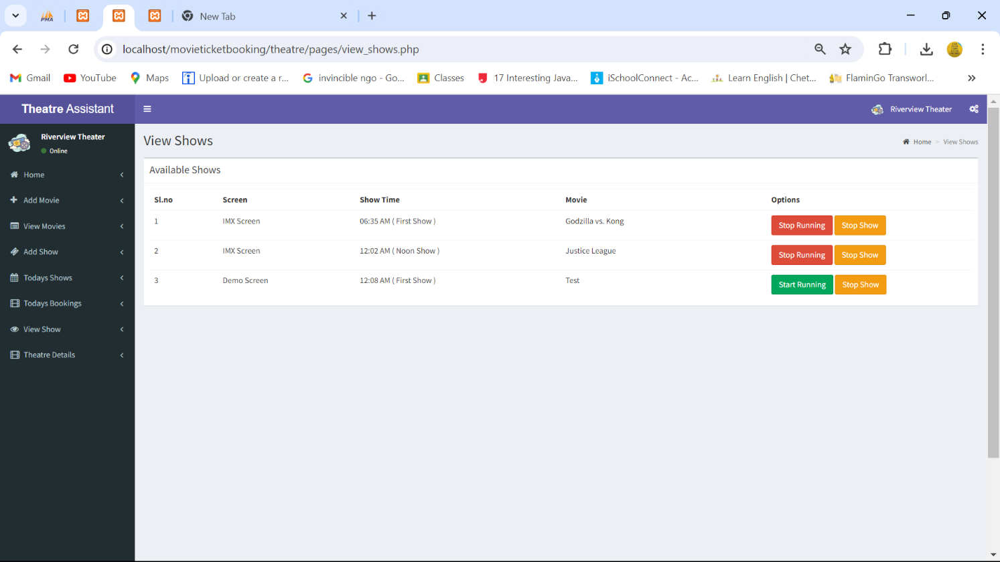 PMA
New Tab
localhost/movieticketbooking/theatre/pages/view_shows.php
Gmail YouTube Maps Upload or create a r... invincible ngo - Go... Classes 17 Interesting Java... iSchoolConnect - Ac... Learn English | Chet... FlaminGo Transworl...
Theatre Assistant
Riverview Theater
Riverview Theater
Online
View Shows
Home > View Shows
Home
Add Movie
View Movies
Add Show
Todays Shows
Todays Bookings
View Show
Theatre Details
Available Shows
Sl.no Screen Show Time Movie Options
1 IMX Screen 06:35 AM ( First Show ) Godzilla vs. Kong Stop Running Stop Show
2 IMX Screen 12:02 AM ( Noon Show ) Justice League Stop Running Stop Show
3 Demo Screen 12:08 AM ( First Show ) Test Start Running Stop Show